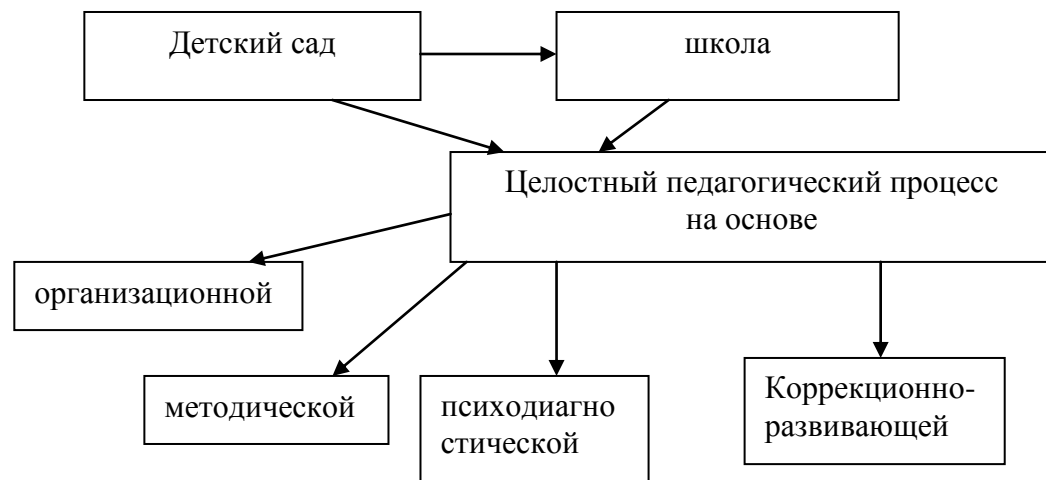 Детский сад
школа
Целостный педагогический процесс
на основе
организационной
методической
психодиагно
стической
Коррекционно-
развивающей